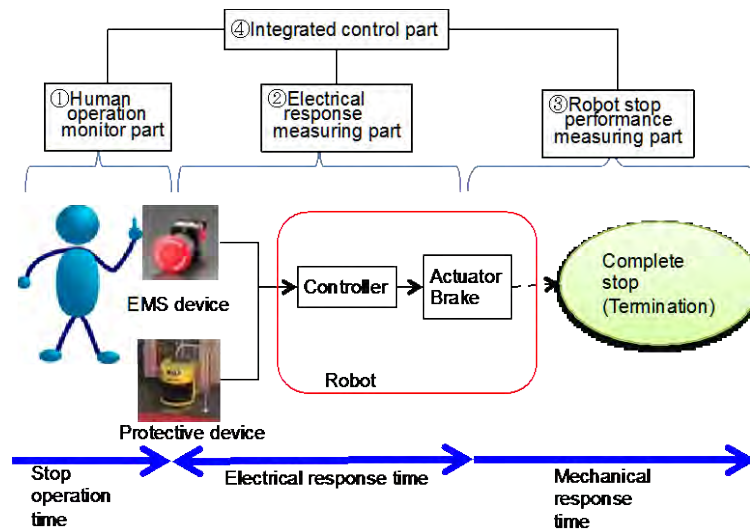 ④Integrated control part
①Human
operation
monitor part
②Electrical
response
measuring part
③Robot stop
performance
measuring part
EMS device
Controller
Actuator
Brake
Complete
stop
(Termination)
Robot
Protective device
Stop
operation
time
Electrical response time
Mechanical
response
time